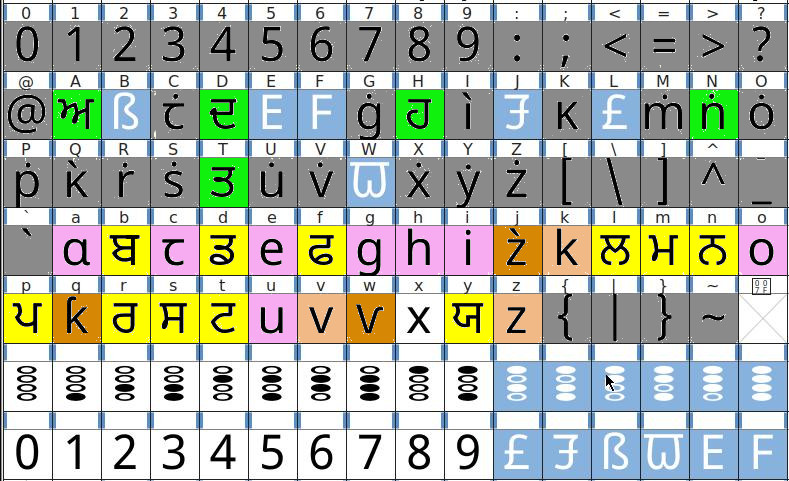 0 1 2 3 4 5 6 7 8 9 : ; < = > ?
0 1 2 3 4 5 6 7 8 9 : ; < = > ?
@ A B C D E F G H I J K L M N O
@ ਅ ß ਦ E F ġ ਹ ì £ ṁ ṅ ȯ
P Q R S T U V W X Y Z [ \ ] ^ _
ṗ ṙ ṡ ਤ u̇ v̇ ẋ ẏ ż [ \ ] ^ _
` a b c d e f g h i j k l m n o
` ɑ ਬ ਡ e ਫ g h i k ਲ ਮ ਨ o
p q r s t u v w x y z { | } ~
ਪ ƙ ਰ ਸ ਟ u v x ਯ z { | } ~
0 1 2 3 4 5 6 7 8 9 £ ß E F